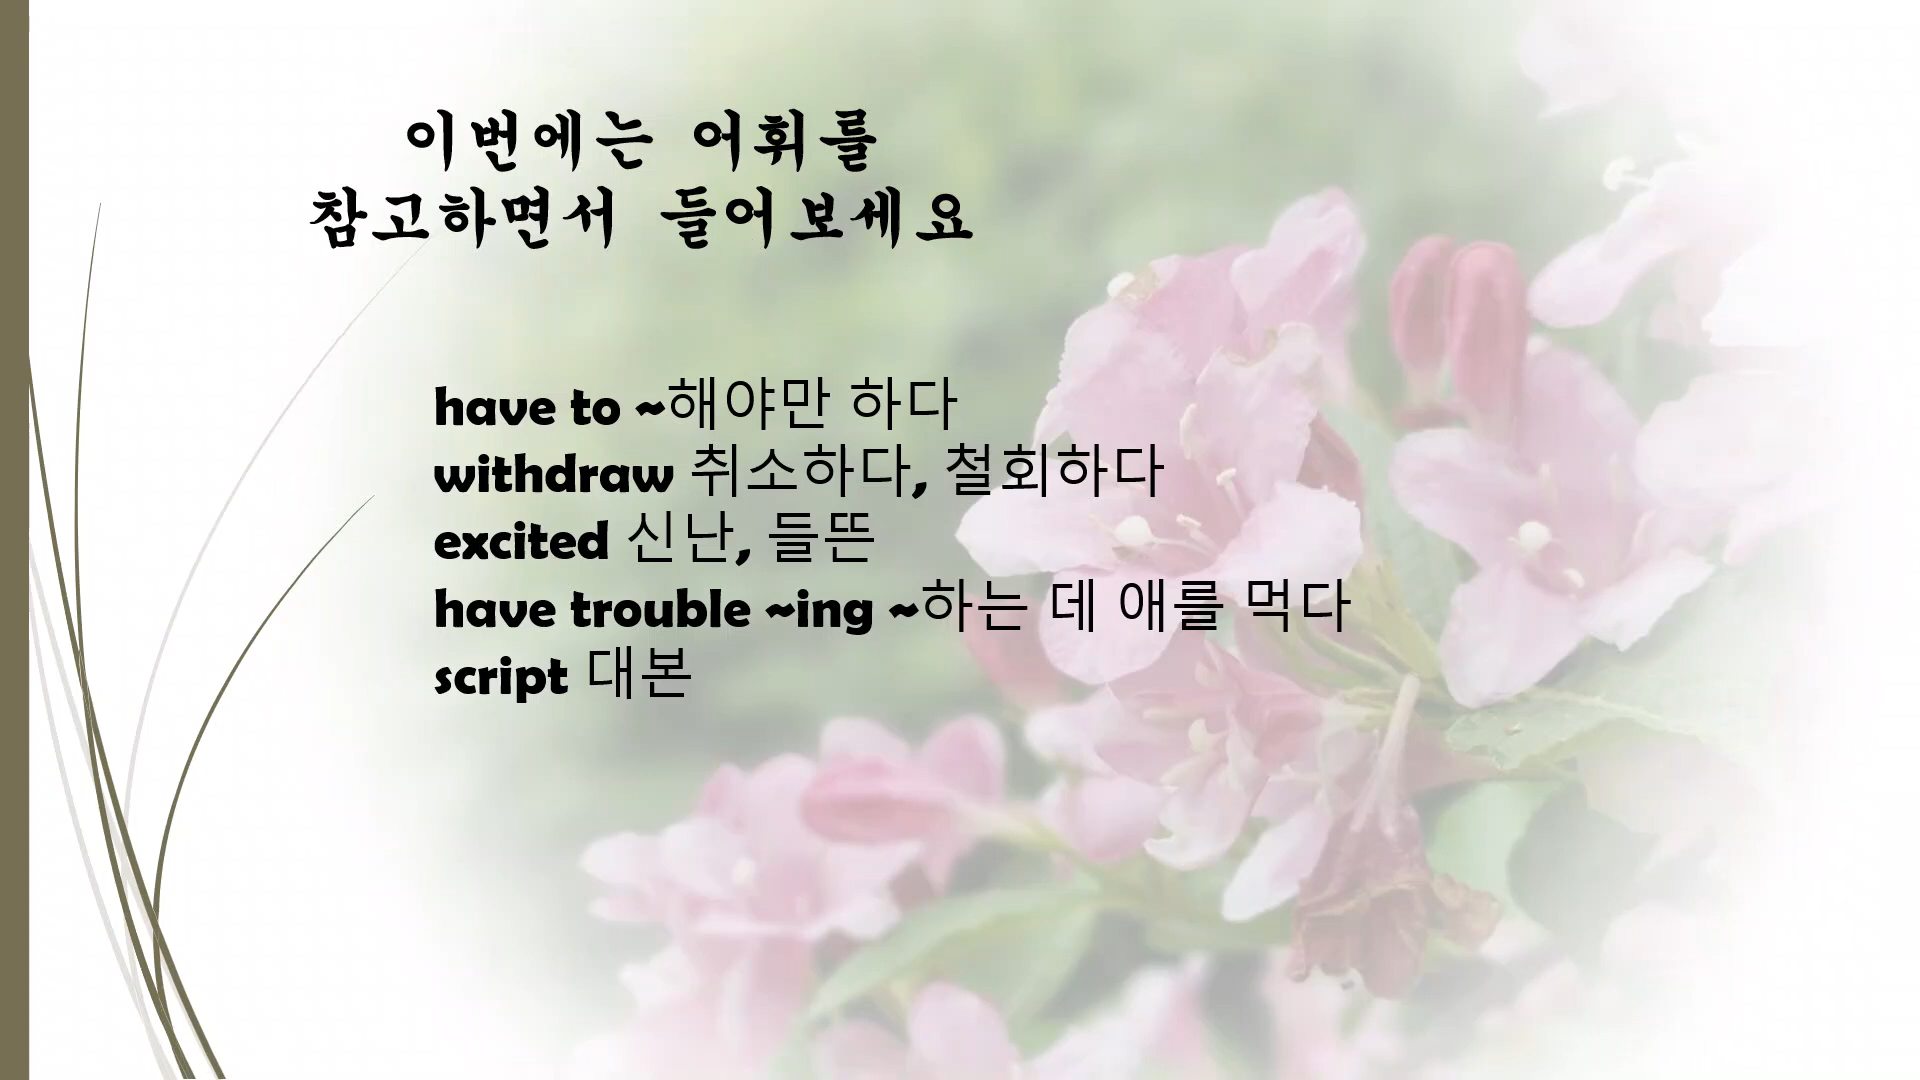 이번에는 어휘를
참고하면서 들어보세요
have to ~해야만 하다
withdraw 취소하다, 철회하다
excited 신난, 들뜬
have trouble ~ing ~하는 데 애를 먹다
script 대본